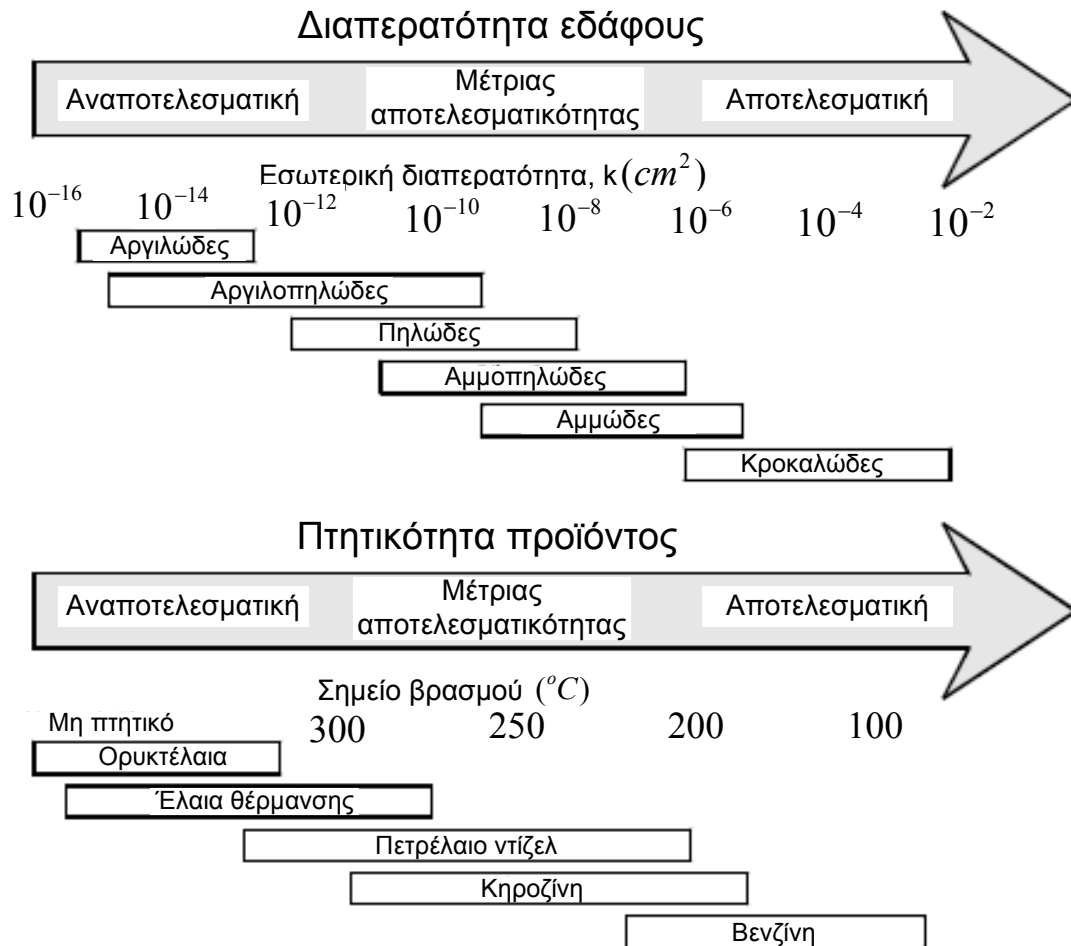 Διαπερατότητα εδάφους
Αναποτελεσματική
Μέτριας
αποτελεσματικότητας
Αποτελεσματική
Εσωτερική διαπερατότητα, k(cm²)
10⁻¹⁶ 10⁻¹⁴ 10⁻¹² 10⁻¹⁰ 10⁻⁸ 10⁻⁶ 10⁻⁴ 10⁻²
Αργιλώδες
Αργιλοπηλώδες
Πηλώδες
Αμμοπηλώδες
Αμμώδες
Κροκαλώδες
Πτητικότητα προϊόντος
Αναποτελεσματική
Μέτριας
αποτελεσματικότητας
Αποτελεσματική
Σημείο βρασμού (°C)
Μη πτητικό 300 250 200 100
Ορυκτέλαια
Έλαια θέρμανσης
Πετρέλαιο ντίζελ
Κηροζίνη
Βενζίνη